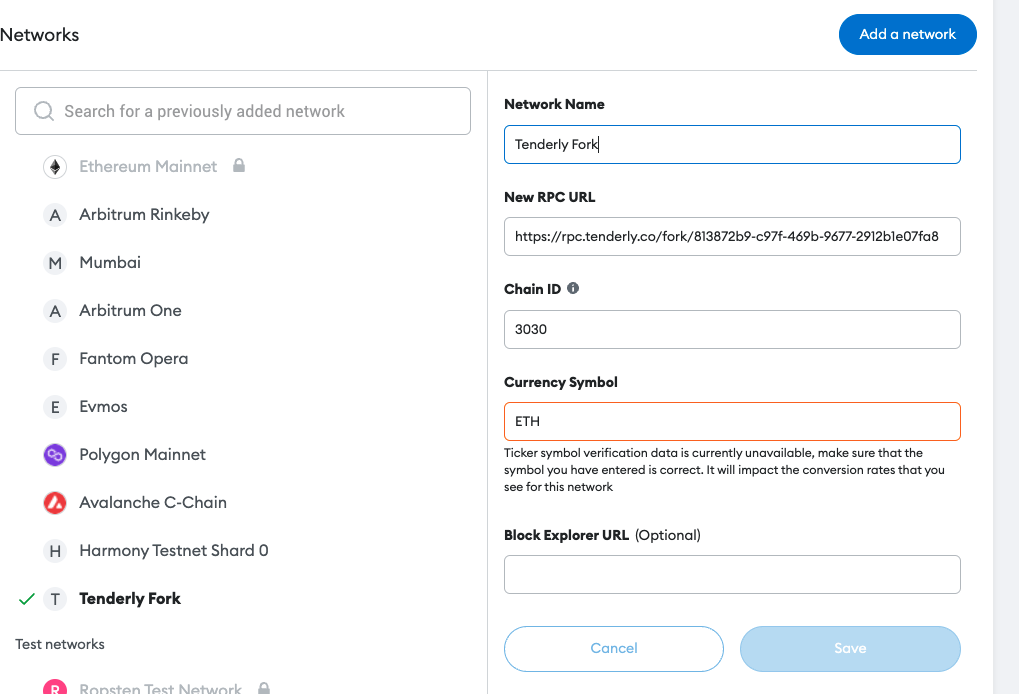 Networks
Add a network
Search for a previously added network
Ethereum Mainnet
A Arbitrum Rinkeby
M Mumbai
A Arbitrum One
F Fantom Opera
E Evmos
Polygon Mainnet
Avalanche C-Chain
H Harmony Testnet Shard 0
T Tenderly Fork
Test networks
R Ropsten Test Network
Network Name
Tenderly Fork
New RPC URL
https://rpc.tenderly.co/fork/813872b9-c97f-469b-9677-2912b1e07fa8
Chain ID
3030
Currency Symbol
ETH
Ticker symbol verification data is currently unavailable, make sure that the
symbol you have entered is correct. It will impact the conversion rates that you
see for this network
Block Explorer URL (Optional)
Cancel
Save